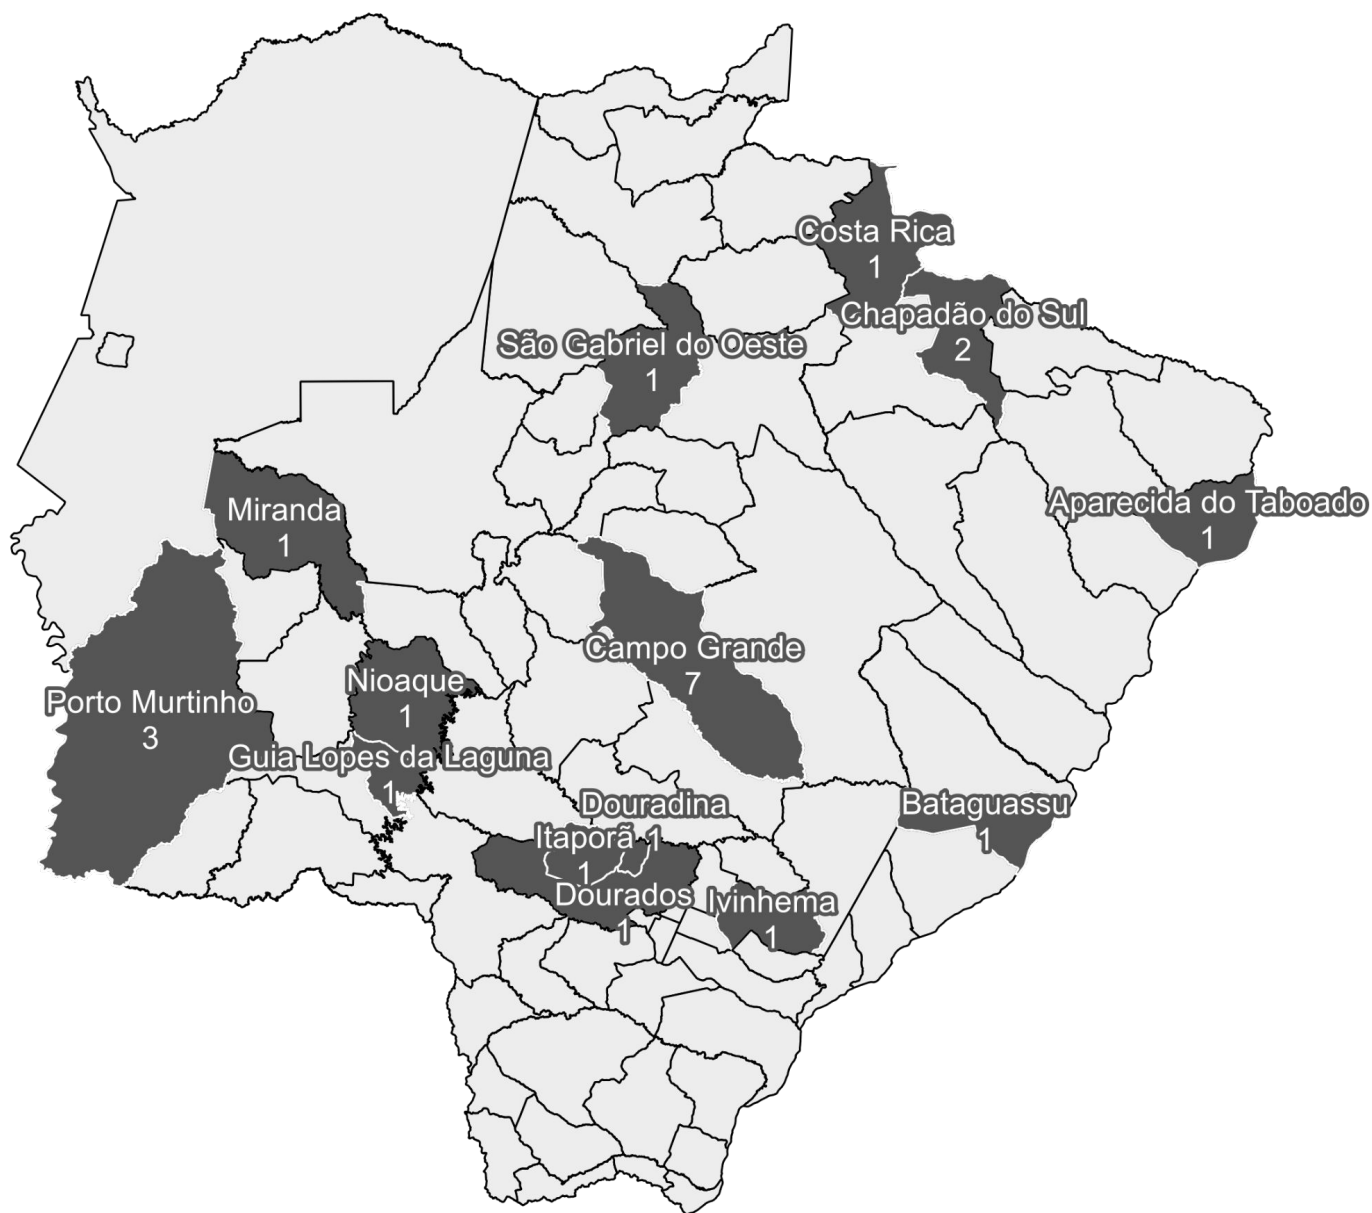 Costa Rica
1
Chapadão do Sul
2
São Gabriel do Oeste
1
Aparecida do Taboado
1
Miranda
1
Campo Grande
7
Nioaque
1
Porto Murtinho
3
Guia Lopes da Laguna
1
Douradina
1
Itaporã
1
Bataguassu
1
Dourados
1
Ivinhema
1